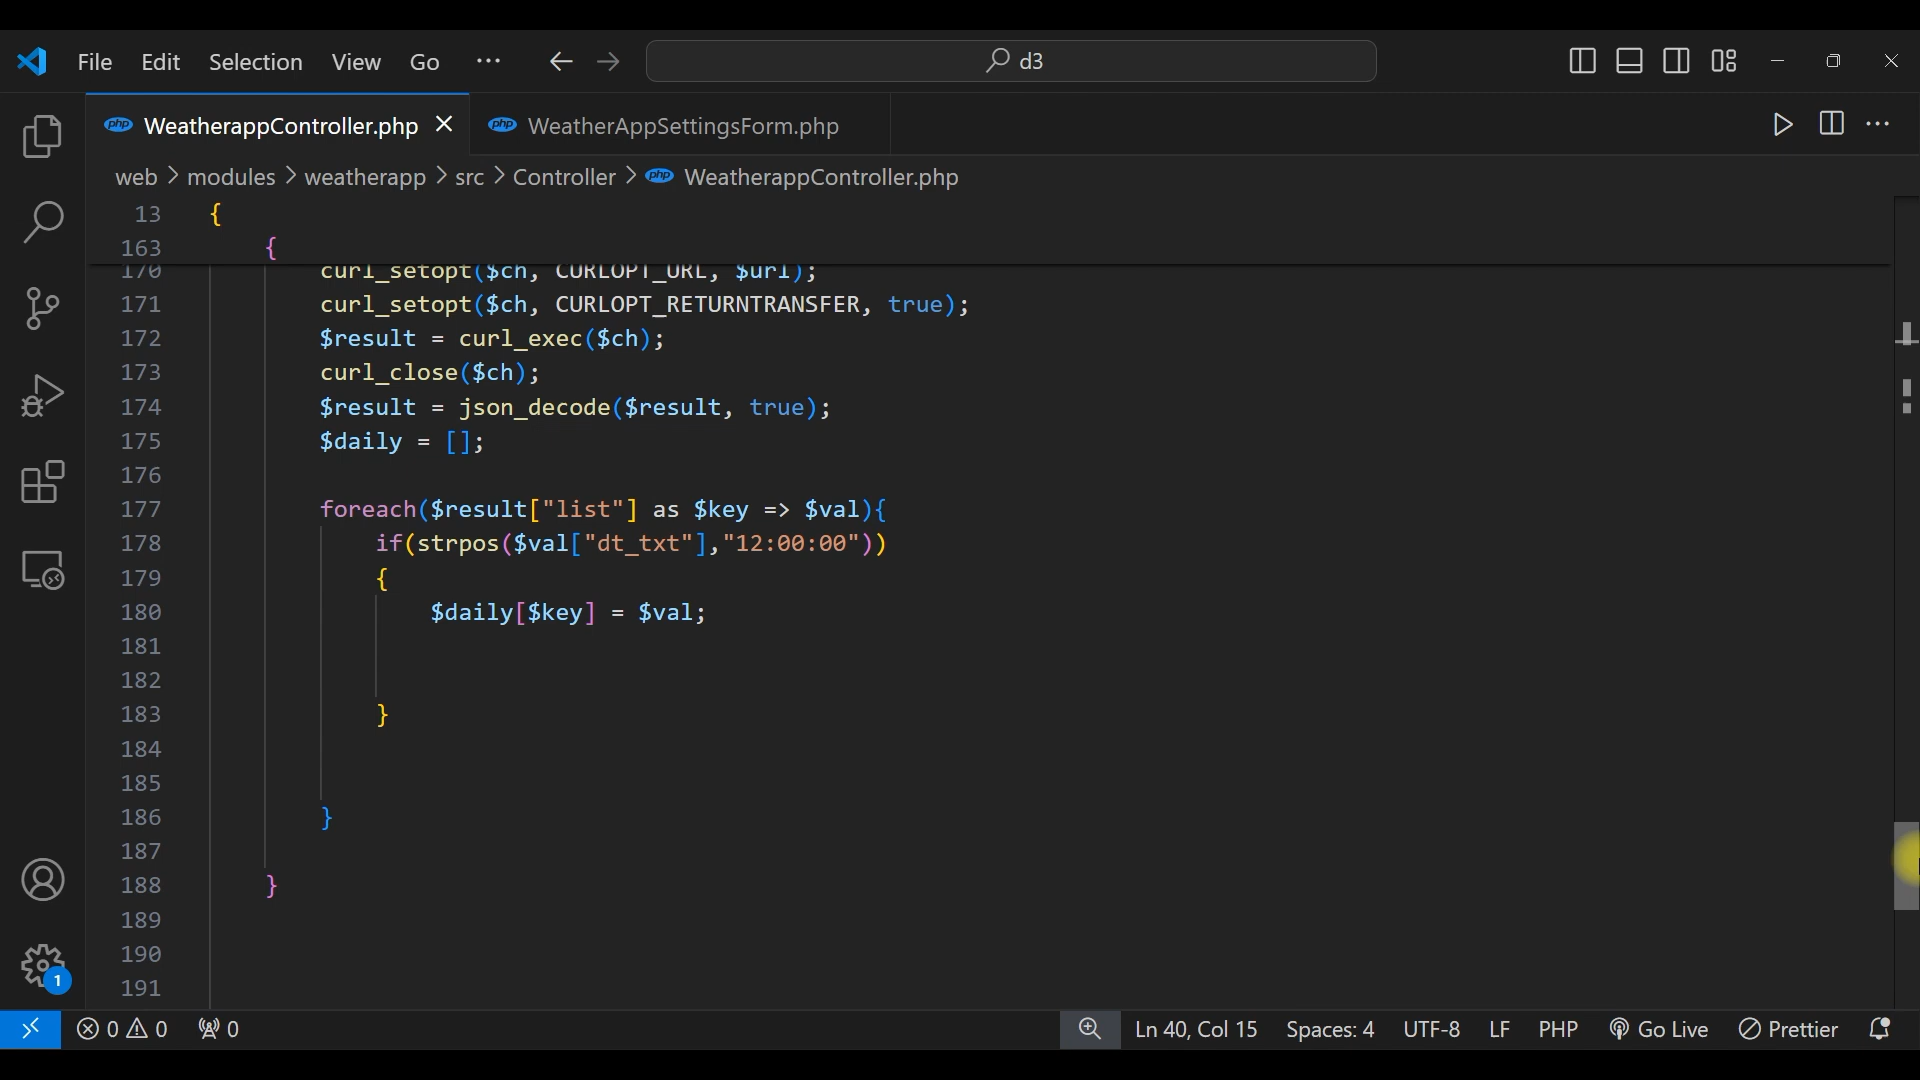 File Edit Selection View Go ··· d3
php WeatherappController.php php WeatherAppSettingsForm.php
web > modules > weatherapp > src > Controller > php WeatherappController.php
13 {
163 {
170 curl_setopt($ch, CURLOPT_URL, $url);
171 curl_setopt($ch, CURLOPT_RETURNTRANSFER, true);
172 $result = curl_exec($ch);
173 curl_close($ch);
174 $result = json_decode($result, true);
175 $daily = [];
176
177 foreach($result["list"] as $key => $val){
178 if(strpos($val["dt_txt"],"12:00:00"))
179 {
180 $daily[$key] = $val;
181
182
183 }
184
185
186 }
187
188 }
189
190
191
1
0 0 0 Ln 40, Col 15 Spaces: 4 UTF-8 LF PHP Go Live Prettier